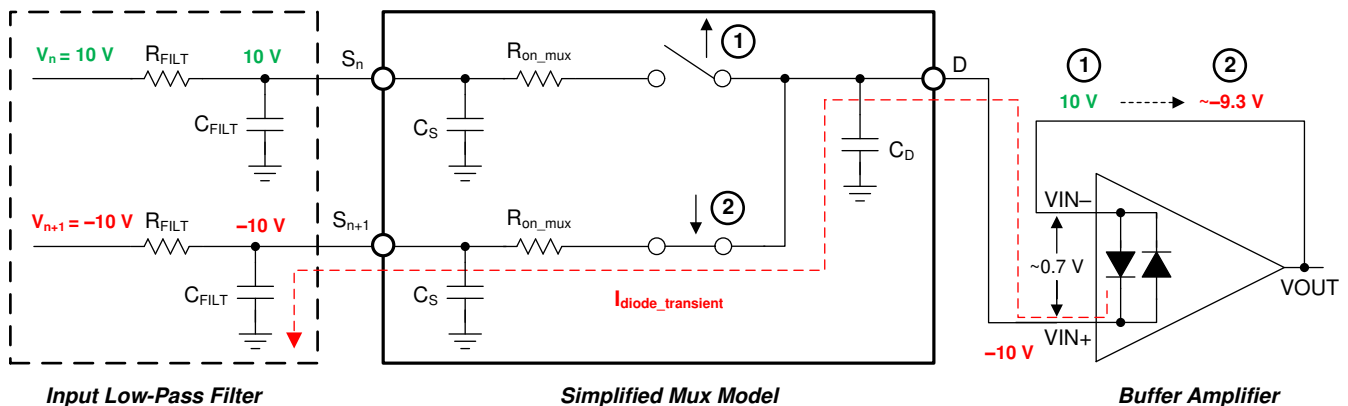 Vn = 10 V
RFILT
10 V
Sn
Ron_mux
1
D
1
2
10 V
~–9.3 V
CFILT
CS
CD
Vn+1 = –10 V
RFILT
–10 V
Sn+1
Ron_mux
2
VIN–
~0.7 V
CFILT
CS
Idiode_transient
VOUT
VIN+
–10 V
Input Low-Pass Filter
Simplified Mux Model
Buffer Amplifier